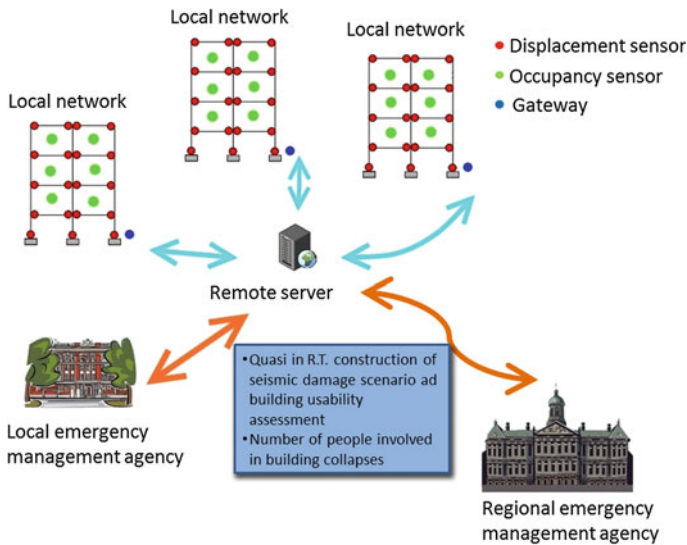 Local network
Local network
Local network
Displacement sensor
Occupancy sensor
Gateway
Remote server
•Quasi in R.T. construction of
seismic damage scenario ad
building usability
assessment
•Number of people involved
in building collapses
Local emergency
management agency
Regional emergency
management agency